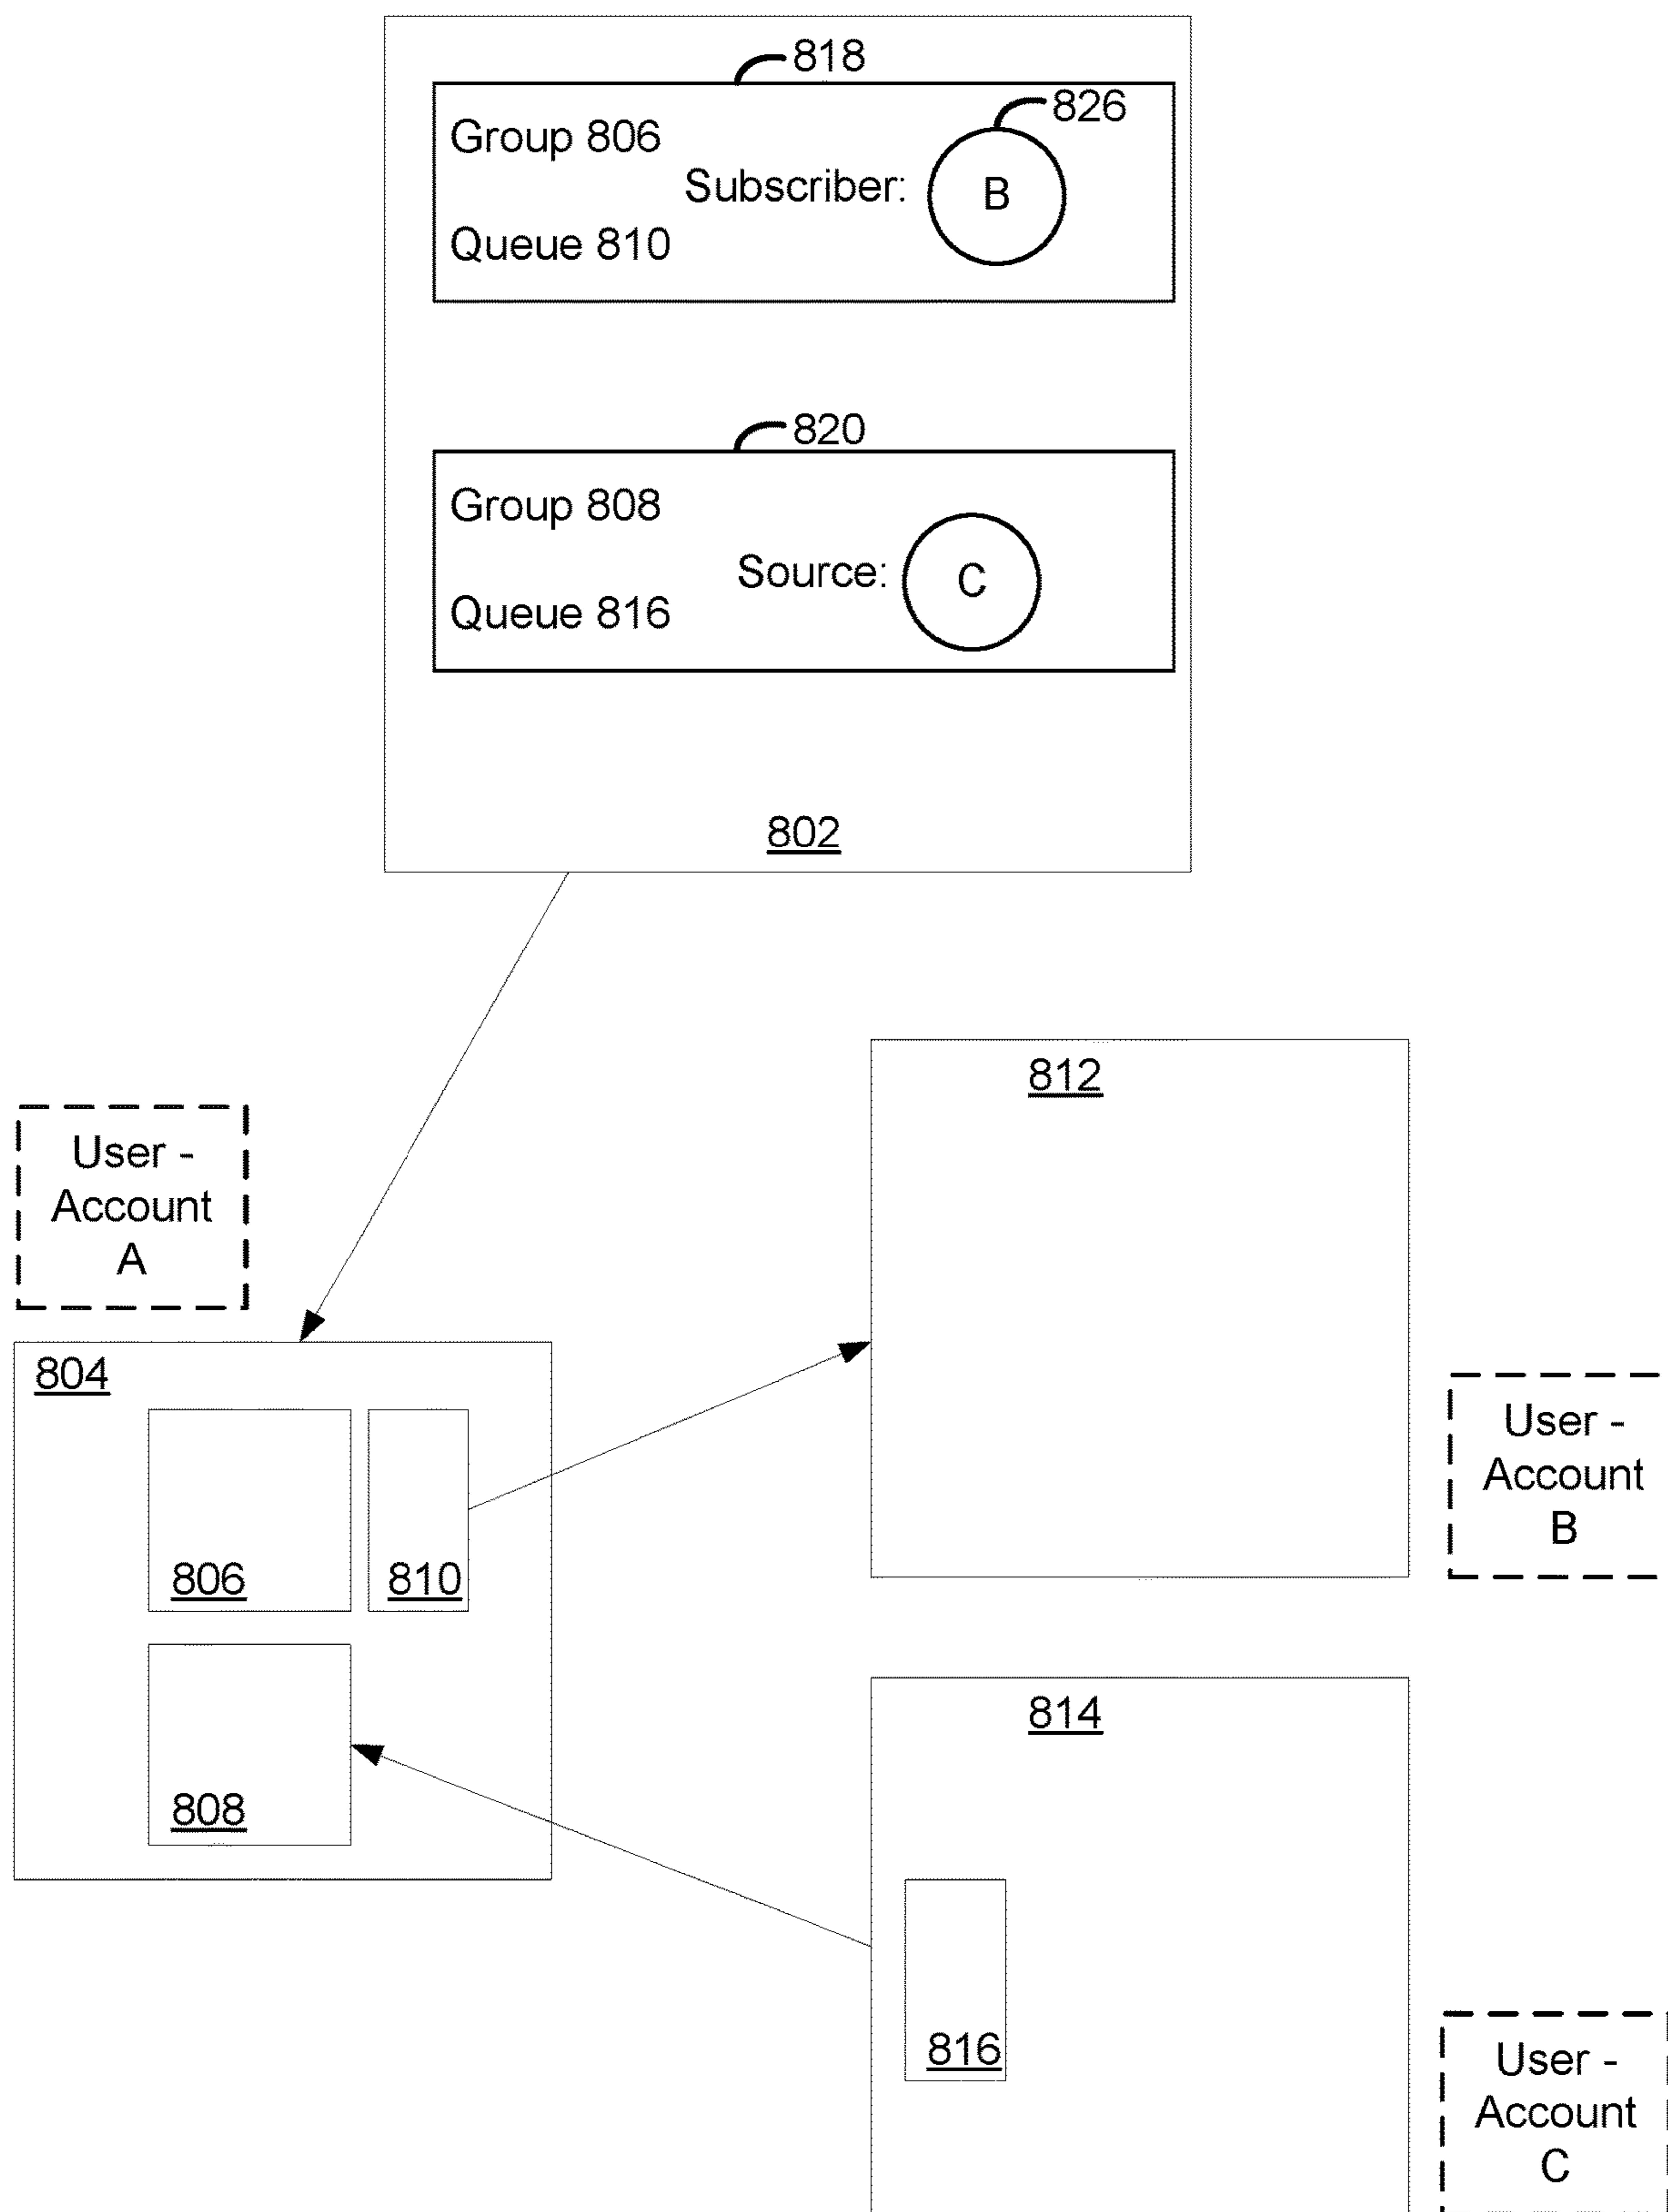 818
826
Group 806
Subscriber:
B
Queue 810
820
Group 808
Source:
C
Queue 816
802
812
User -
Account
A
804
User -
Account
B
806
810
814
808
816
User -
Account
C